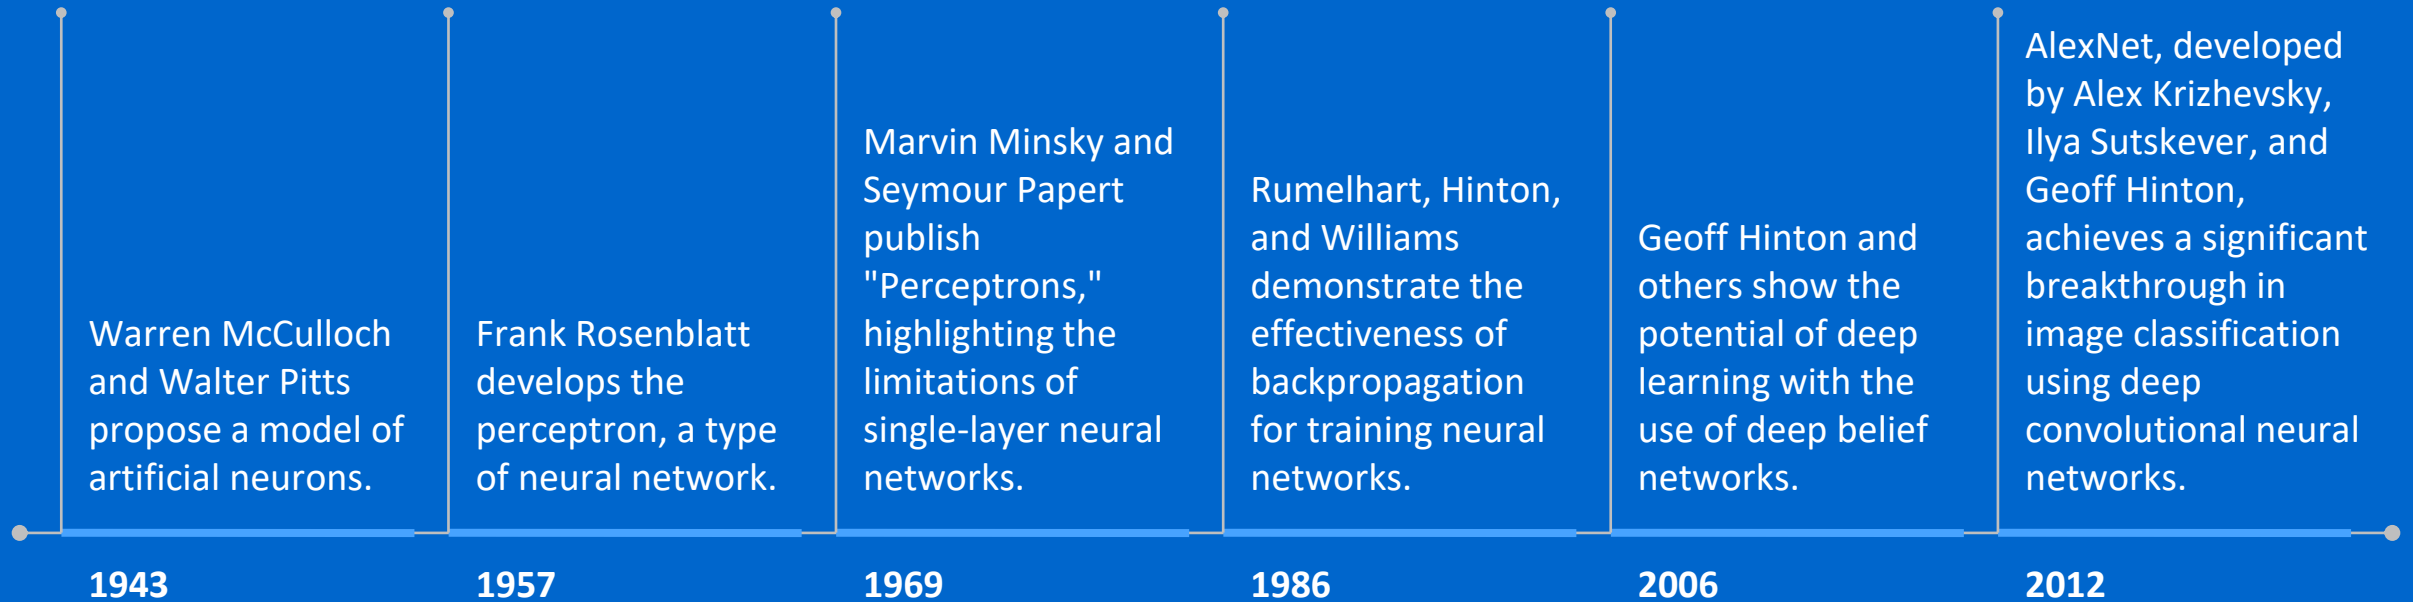 Warren McCulloch
and Walter Pitts
propose a model of
artificial neurons.
1943
Frank Rosenblatt
develops the
perceptron, a type
of neural network.
1957
Marvin Minsky and
Seymour Papert
publish
"Perceptrons,"
highlighting the
limitations of
single-layer neural
networks.
1969
Rumelhart, Hinton,
and Williams
demonstrate the
effectiveness of
backpropagation
for training neural
networks.
1986
Geoff Hinton and
others show the
potential of deep
learning with the
use of deep belief
networks.
2006
AlexNet, developed
by Alex Krizhevsky,
Ilya Sutskever, and
Geoff Hinton,
achieves a significant
breakthrough in
image classification
using deep
convolutional neural
networks.
2012